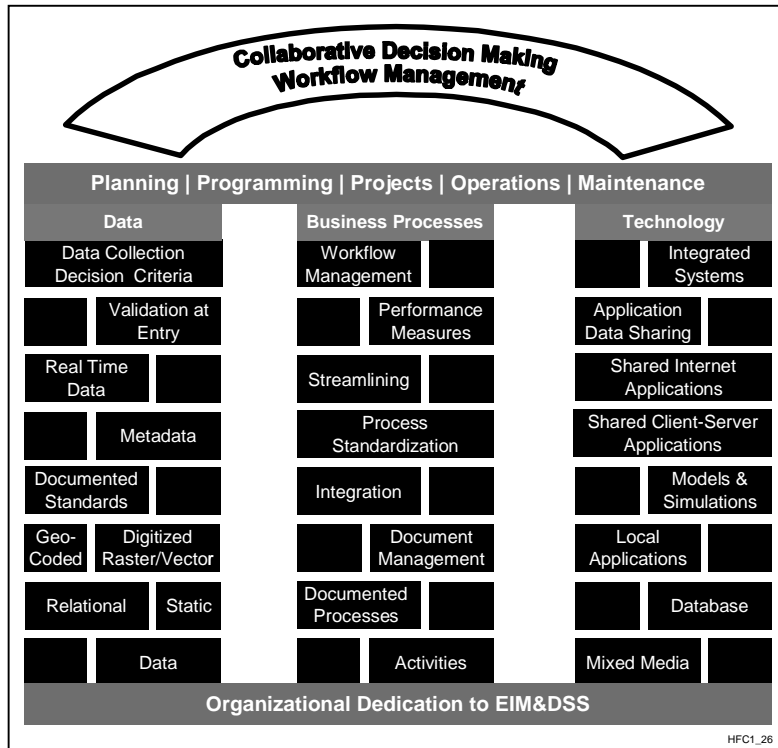 Collaborative Decision Making
Workflow Management
Planning | Programming | Projects | Operations | Maintenance
Data
Data Collection
Decision Criteria
Validation at
Entry
Real Time
Data
Metadata
Documented
Standards
Geo-
Coded
Digitized
Raster/Vector
Relational
Static
Data
Business Processes
Workflow
Management
Performance
Measures
Streamlining
Process
Standardization
Integration
Document
Management
Documented
Processes
Activities
Technology
Integrated
Systems
Application
Data Sharing
Shared Internet
Applications
Shared Client-Server
Applications
Models &
Simulations
Local
Applications
Database
Mixed Media
Organizational Dedication to EIM&DSS
HFC1_26